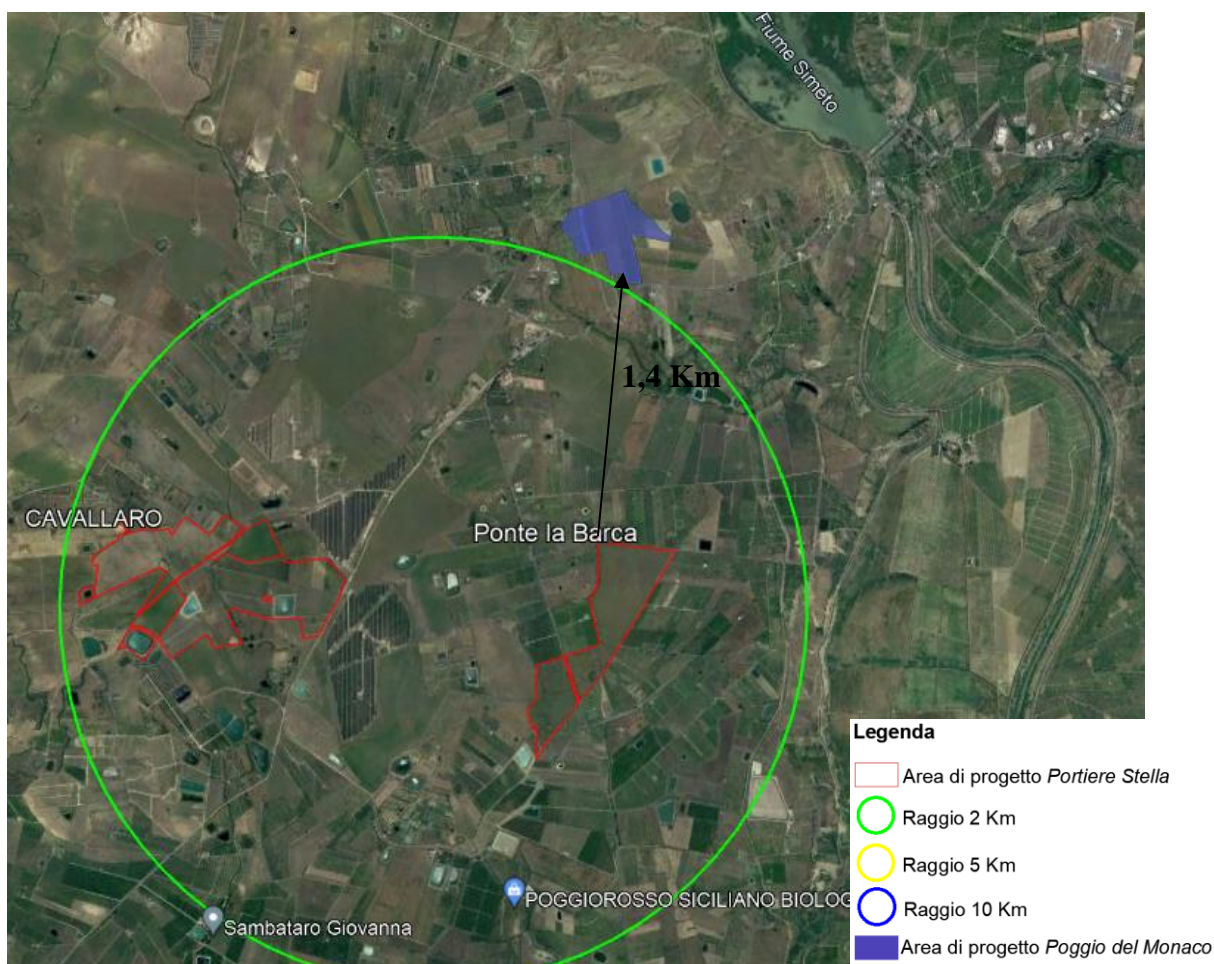 Fiume Simeto
1,4 Km
CAVALLARO
Ponte la Barca
POGGIOROSSO SICILIANO BIOLOG
Sambataro Giovanna
Legenda
Area di progetto Portiere Stella
Raggio 2 Km
Raggio 5 Km
Raggio 10 Km
Area di progetto Poggio del Monaco